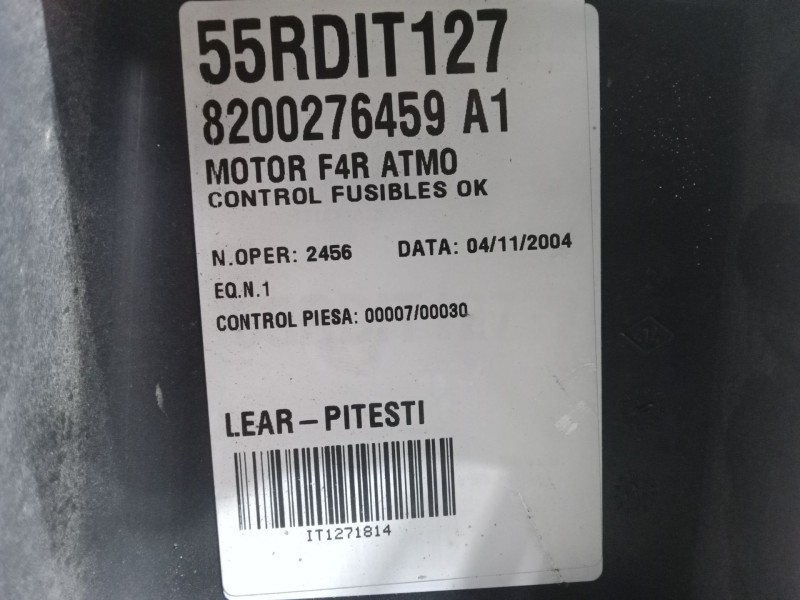 55RDIT127
8200276459 A1
MOTOR F4R ATMO
CONTROL FUSIBLES OK
N.OPER: 2456 DATA: 04/11/2004
EQ.N.1
CONTROL PIESA: 00007/00030
LEAR-PITESTI
IT1271814